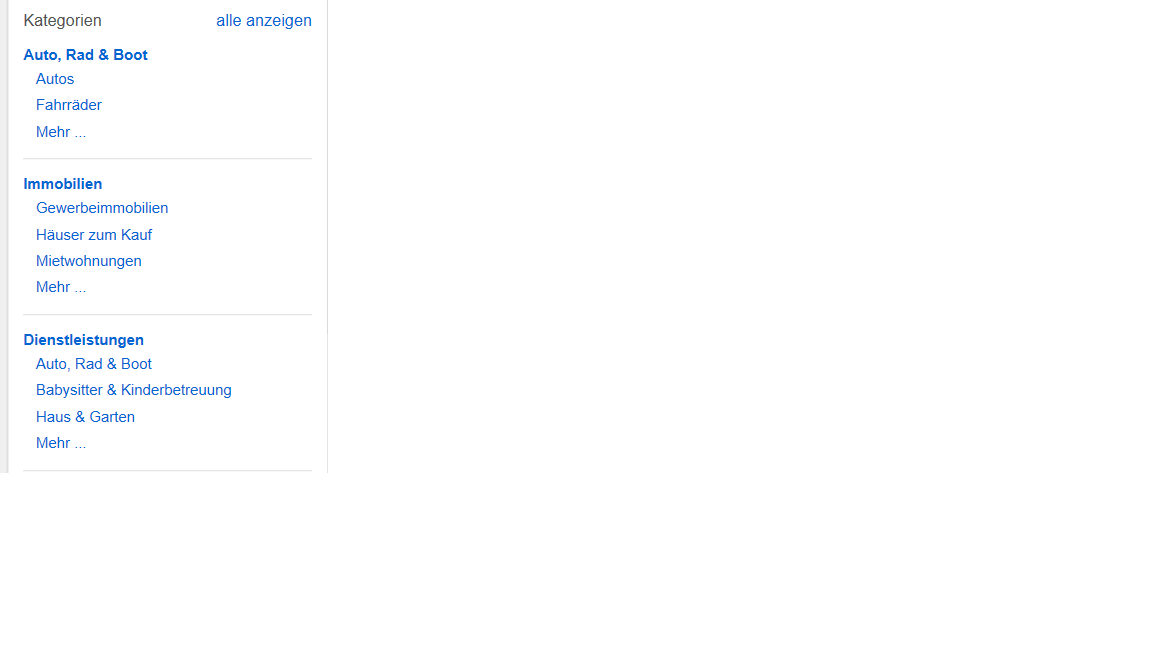 Kategorien alle anzeigen
Auto, Rad & Boot
Autos
Fahrräder
Mehr ...
Immobilien
Gewerbeimmobilien
Häuser zum Kauf
Mietwohnungen
Mehr ...
Dienstleistungen
Auto, Rad & Boot
Babysitter & Kinderbetreuung
Haus & Garten
Mehr ...